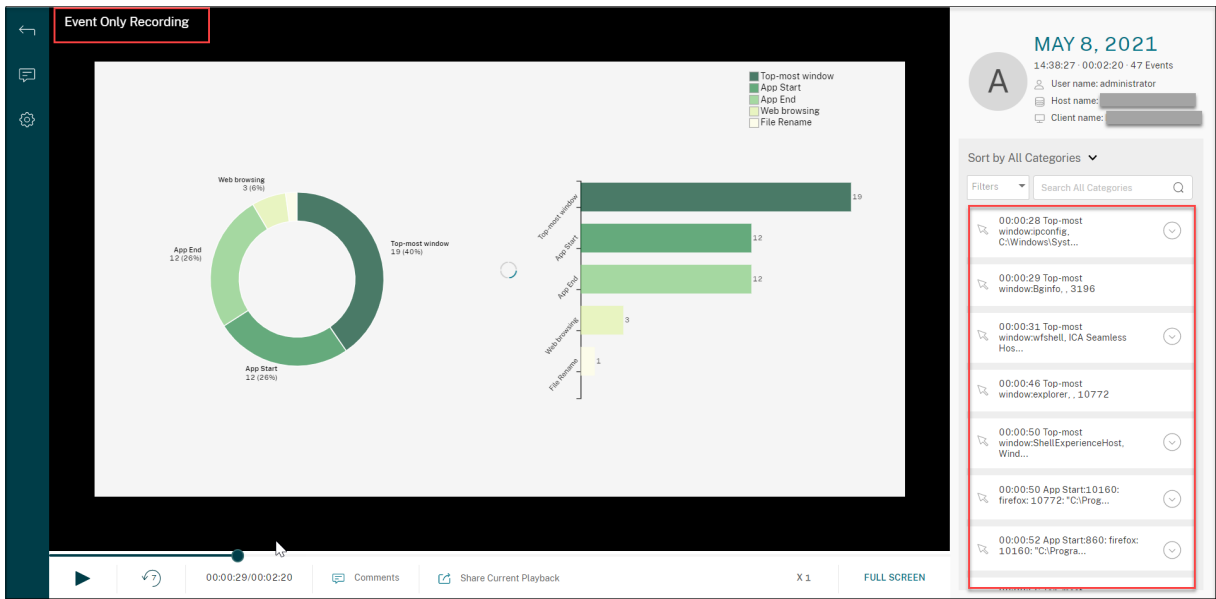 Event Only Recording
Top-most window
App Start
App End
Web browsing
File Rename
Web browsing
3 (6%)
App End
12 (26%)
Top-most window
19 (40%)
App Start
12 (26%)
Top-most window
19
App Start
12
App End
12
Web browsing
3
File Rename
1
7
00:00:29/00:02:20
Comments
Share Current Playback
X 1
FULL SCREEN
A
MAY 8, 2021
14:38:27 · 00:02:20 · 47 Events
User name: administrator
Host name:
Client name:
Sort by All Categories
Filters
Search All Categories
00:00:28 Top-most
window:ipconfig,
C:\Windows\Syst...
00:00:29 Top-most
window:Bginfo, , 3196
00:00:31 Top-most
window:wfshell, ICA Seamless
Hos...
00:00:46 Top-most
window:explorer, , 10772
00:00:50 Top-most
window:ShellExperienceHost,
Wind...
00:00:50 App Start:10160:
firefox: 10772: "C:\Prog...
00:00:52 App Start:860: firefox:
10160: "C:\Progra...